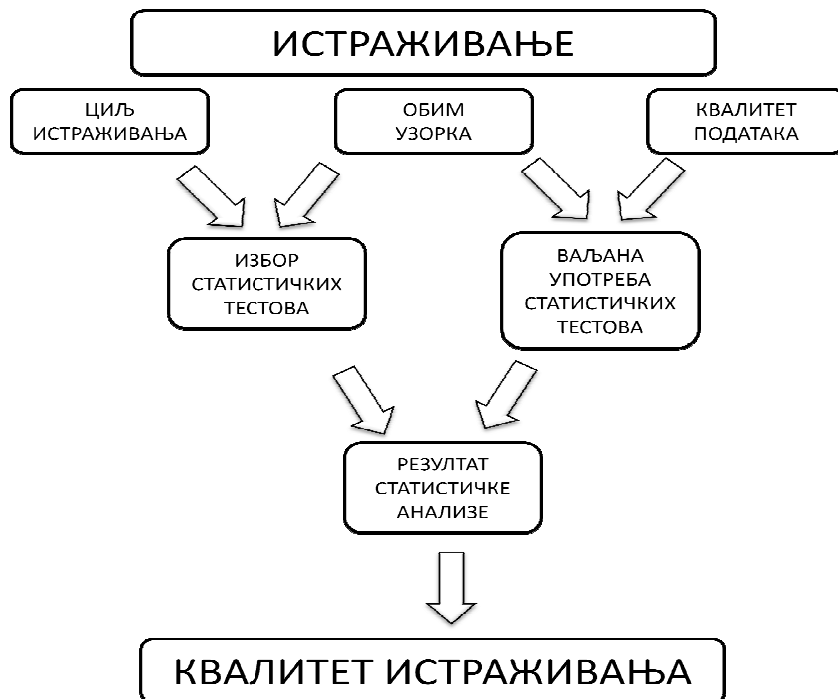 ИСТРАЖИВАЊЕ
ЦИЉ
ИСТРАЖИВАЊА
ОБИМ
УЗОРКА
КВАЛИТЕТ
ПОДАТАКА
ИЗБОР
СТАТИСТИЧКИХ
ТЕСТОВА
ВАЉАНА
УПОТРЕБА
СТАТИСТИЧКИХ
ТЕСТОВА
РЕЗУЛТАТ
СТАТИСТИЧКЕ
АНАЛИЗЕ
КВАЛИТЕТ ИСТРАЖИВАЊА